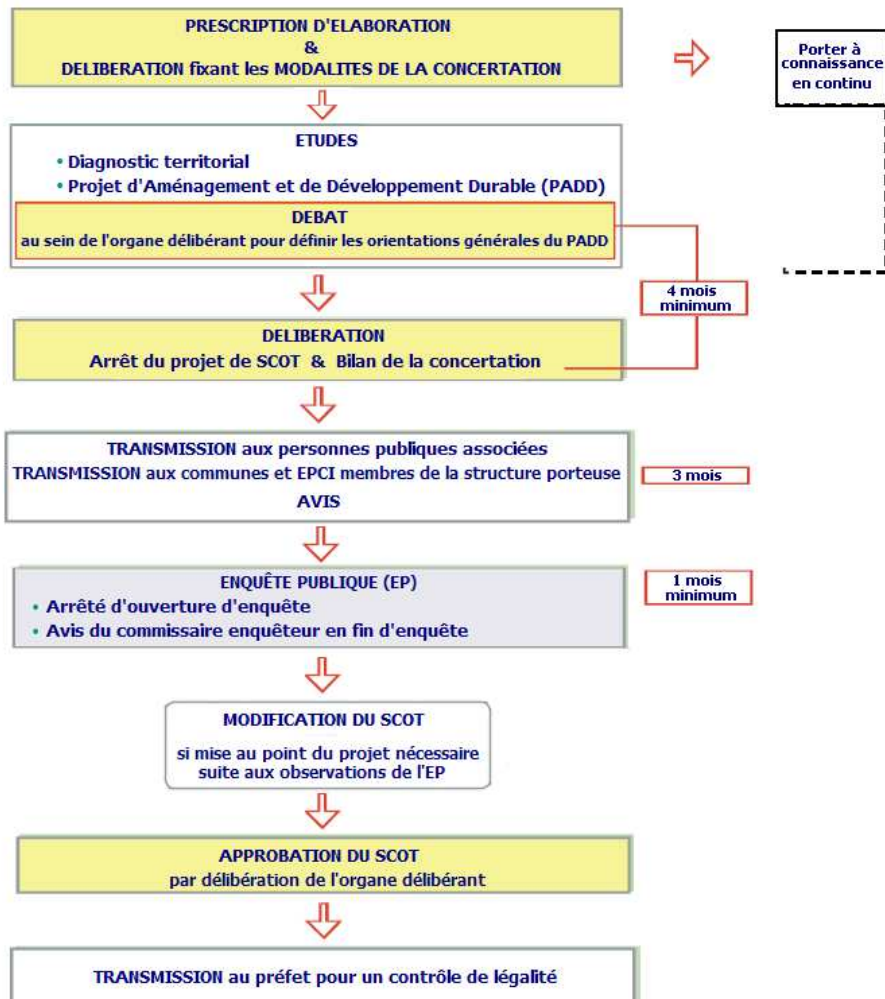 PRESCRIPTION D'ELABORATION
&
DELIBERATION fixant les MODALITES DE LA CONCERTATION
Porter à
connaissance
en continu
ETUDES
• Diagnostic territorial
• Projet d'Aménagement et de Développement Durable (PADD)
DEBAT
au sein de l'organe délibérant pour définir les orientations générales du PADD
4 mois
minimum
DELIBERATION
Arrêt du projet de SCOT & Bilan de la concertation
TRANSMISSION aux personnes publiques associées
TRANSMISSION aux communes et EPCI membres de la structure porteuse
AVIS
3 mois
ENQUÊTE PUBLIQUE (EP)
• Arrêté d'ouverture d'enquête
• Avis du commissaire enquêteur en fin d'enquête
1 mois
minimum
MODIFICATION DU SCOT
si mise au point du projet nécessaire
suite aux observations de l'EP
APPROBATION DU SCOT
par délibération de l'organe délibérant
TRANSMISSION au préfet pour un contrôle de légalité